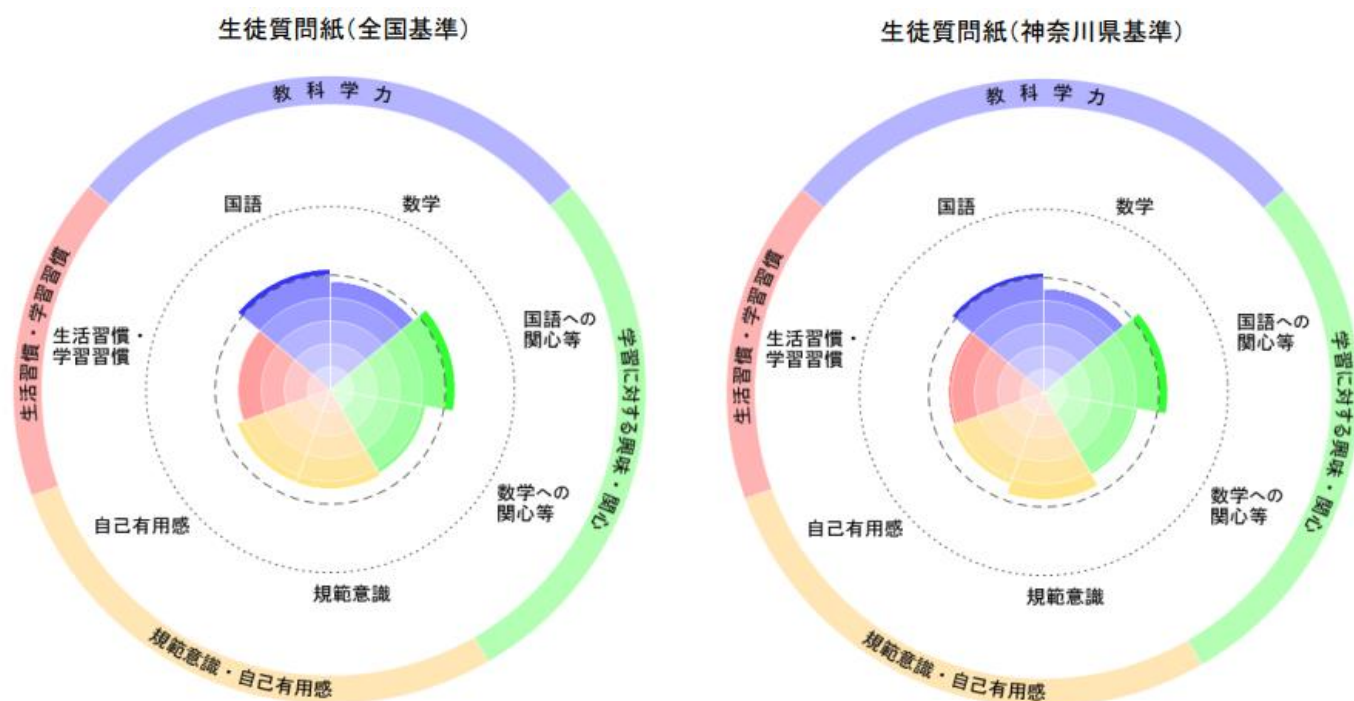 生徒質問紙(全国基準)
教科学力
国語
数学
国語への
関心等
学習に対する興味・関心
数学への
関心等
規範意識
自己有用感
生活習慣・
学習習慣
生活習慣・学習習慣
規範意識・自己有用感
生徒質問紙(神奈川県基準)
教科学力
国語
数学
国語への
関心等
学習に対する興味・関心
数学への
関心等
規範意識
自己有用感
生活習慣・
学習習慣
生活習慣・学習習慣
規範意識・自己有用感